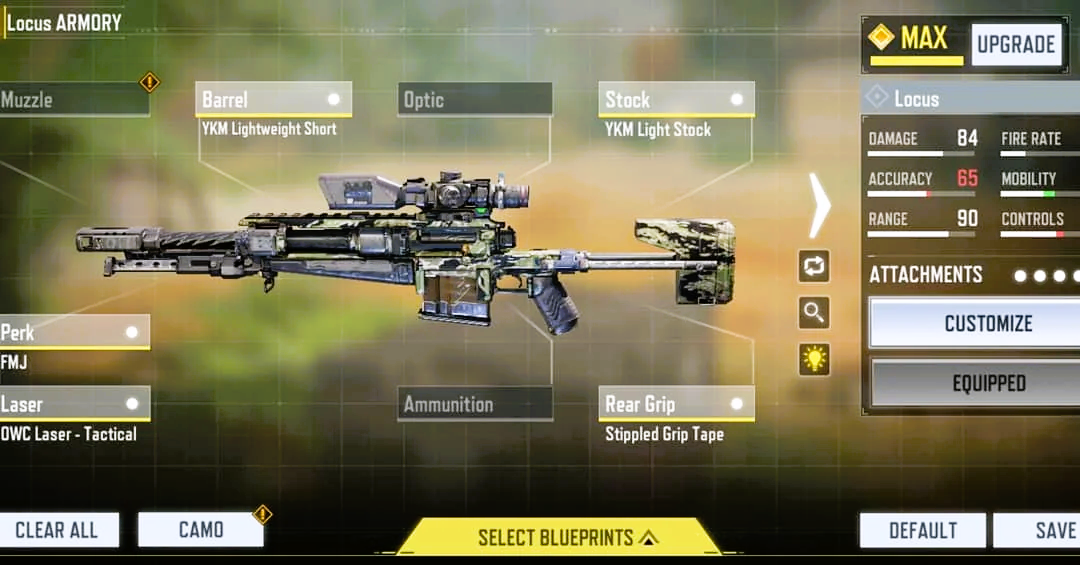 Locus ARMORY
MAX
UPGRADE
Muzzle
Barrel
YKM Lightweight Short
Optic
Stock
YKM Light Stock
Locus
DAMAGE 84 FIRE RATE
ACCURACY 65 MOBILITY
RANGE 90 CONTROLS
ATTACHMENTS
CUSTOMIZE
EQUIPPED
Perk
FMJ
Laser
OWC Laser - Tactical
Ammunition
Rear Grip
Stippled Grip Tape
CLEAR ALL
CAMO
SELECT BLUEPRINTS
DEFAULT
SAVE